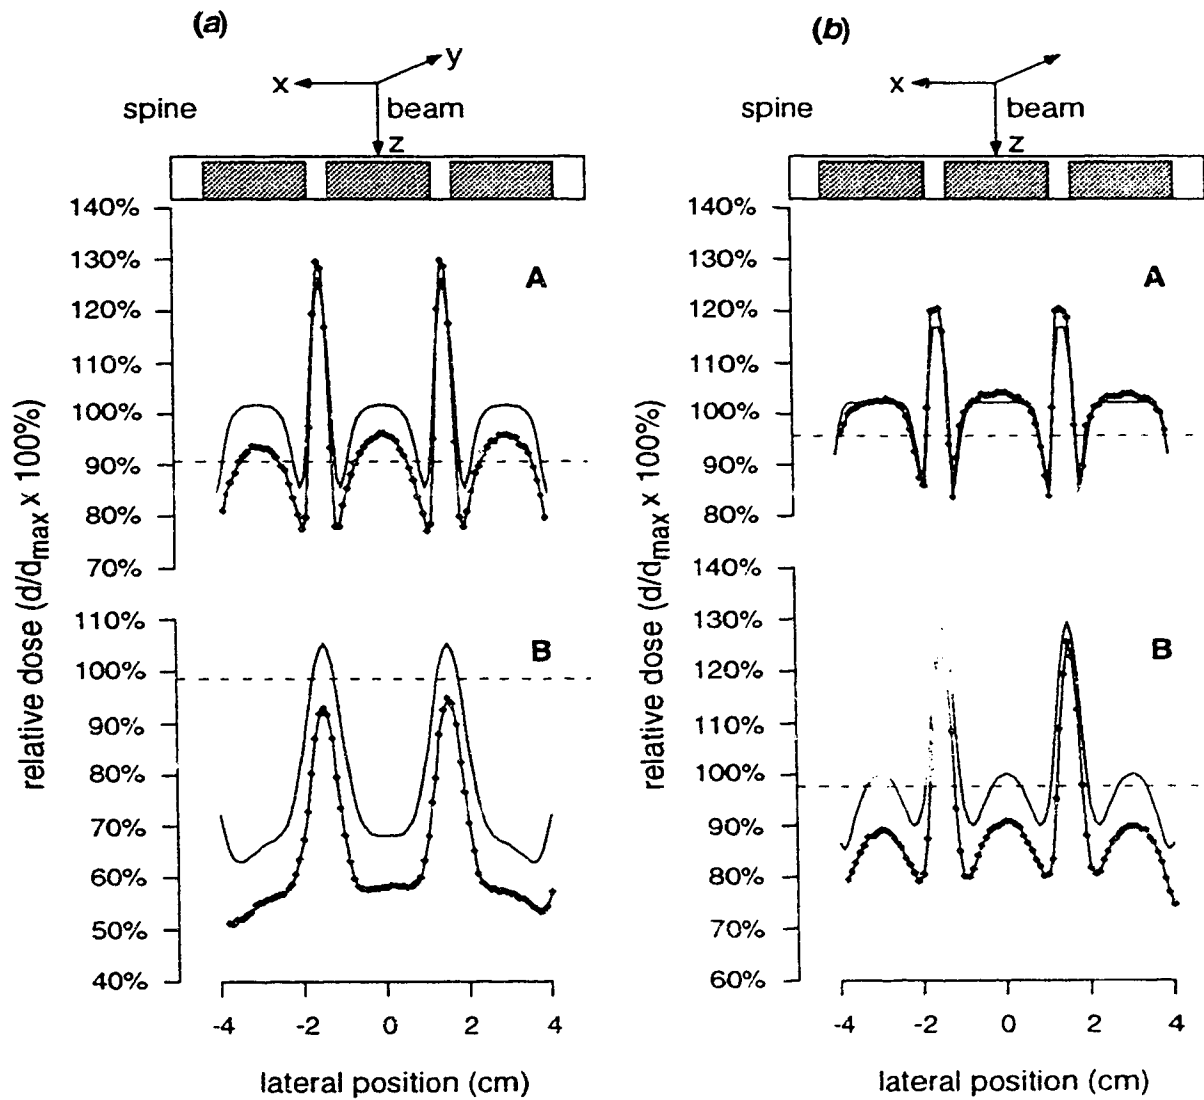 (a)
x
y
spine
beam
z
140%
130%
A
120%
110%
100%
90%
80%
70%
110%
B
100%
90%
80%
70%
60%
50%
40%
relative dose (d/dmax x 100%)
-4
-2
0
2
4
lateral position (cm)
(b)
x
spine
beam
z
140%
130%
A
120%
110%
100%
90%
80%
140%
130%
B
120%
110%
100%
90%
80%
70%
60%
relative dose (d/dmax x 100%)
-4
-2
0
2
4
lateral position (cm)